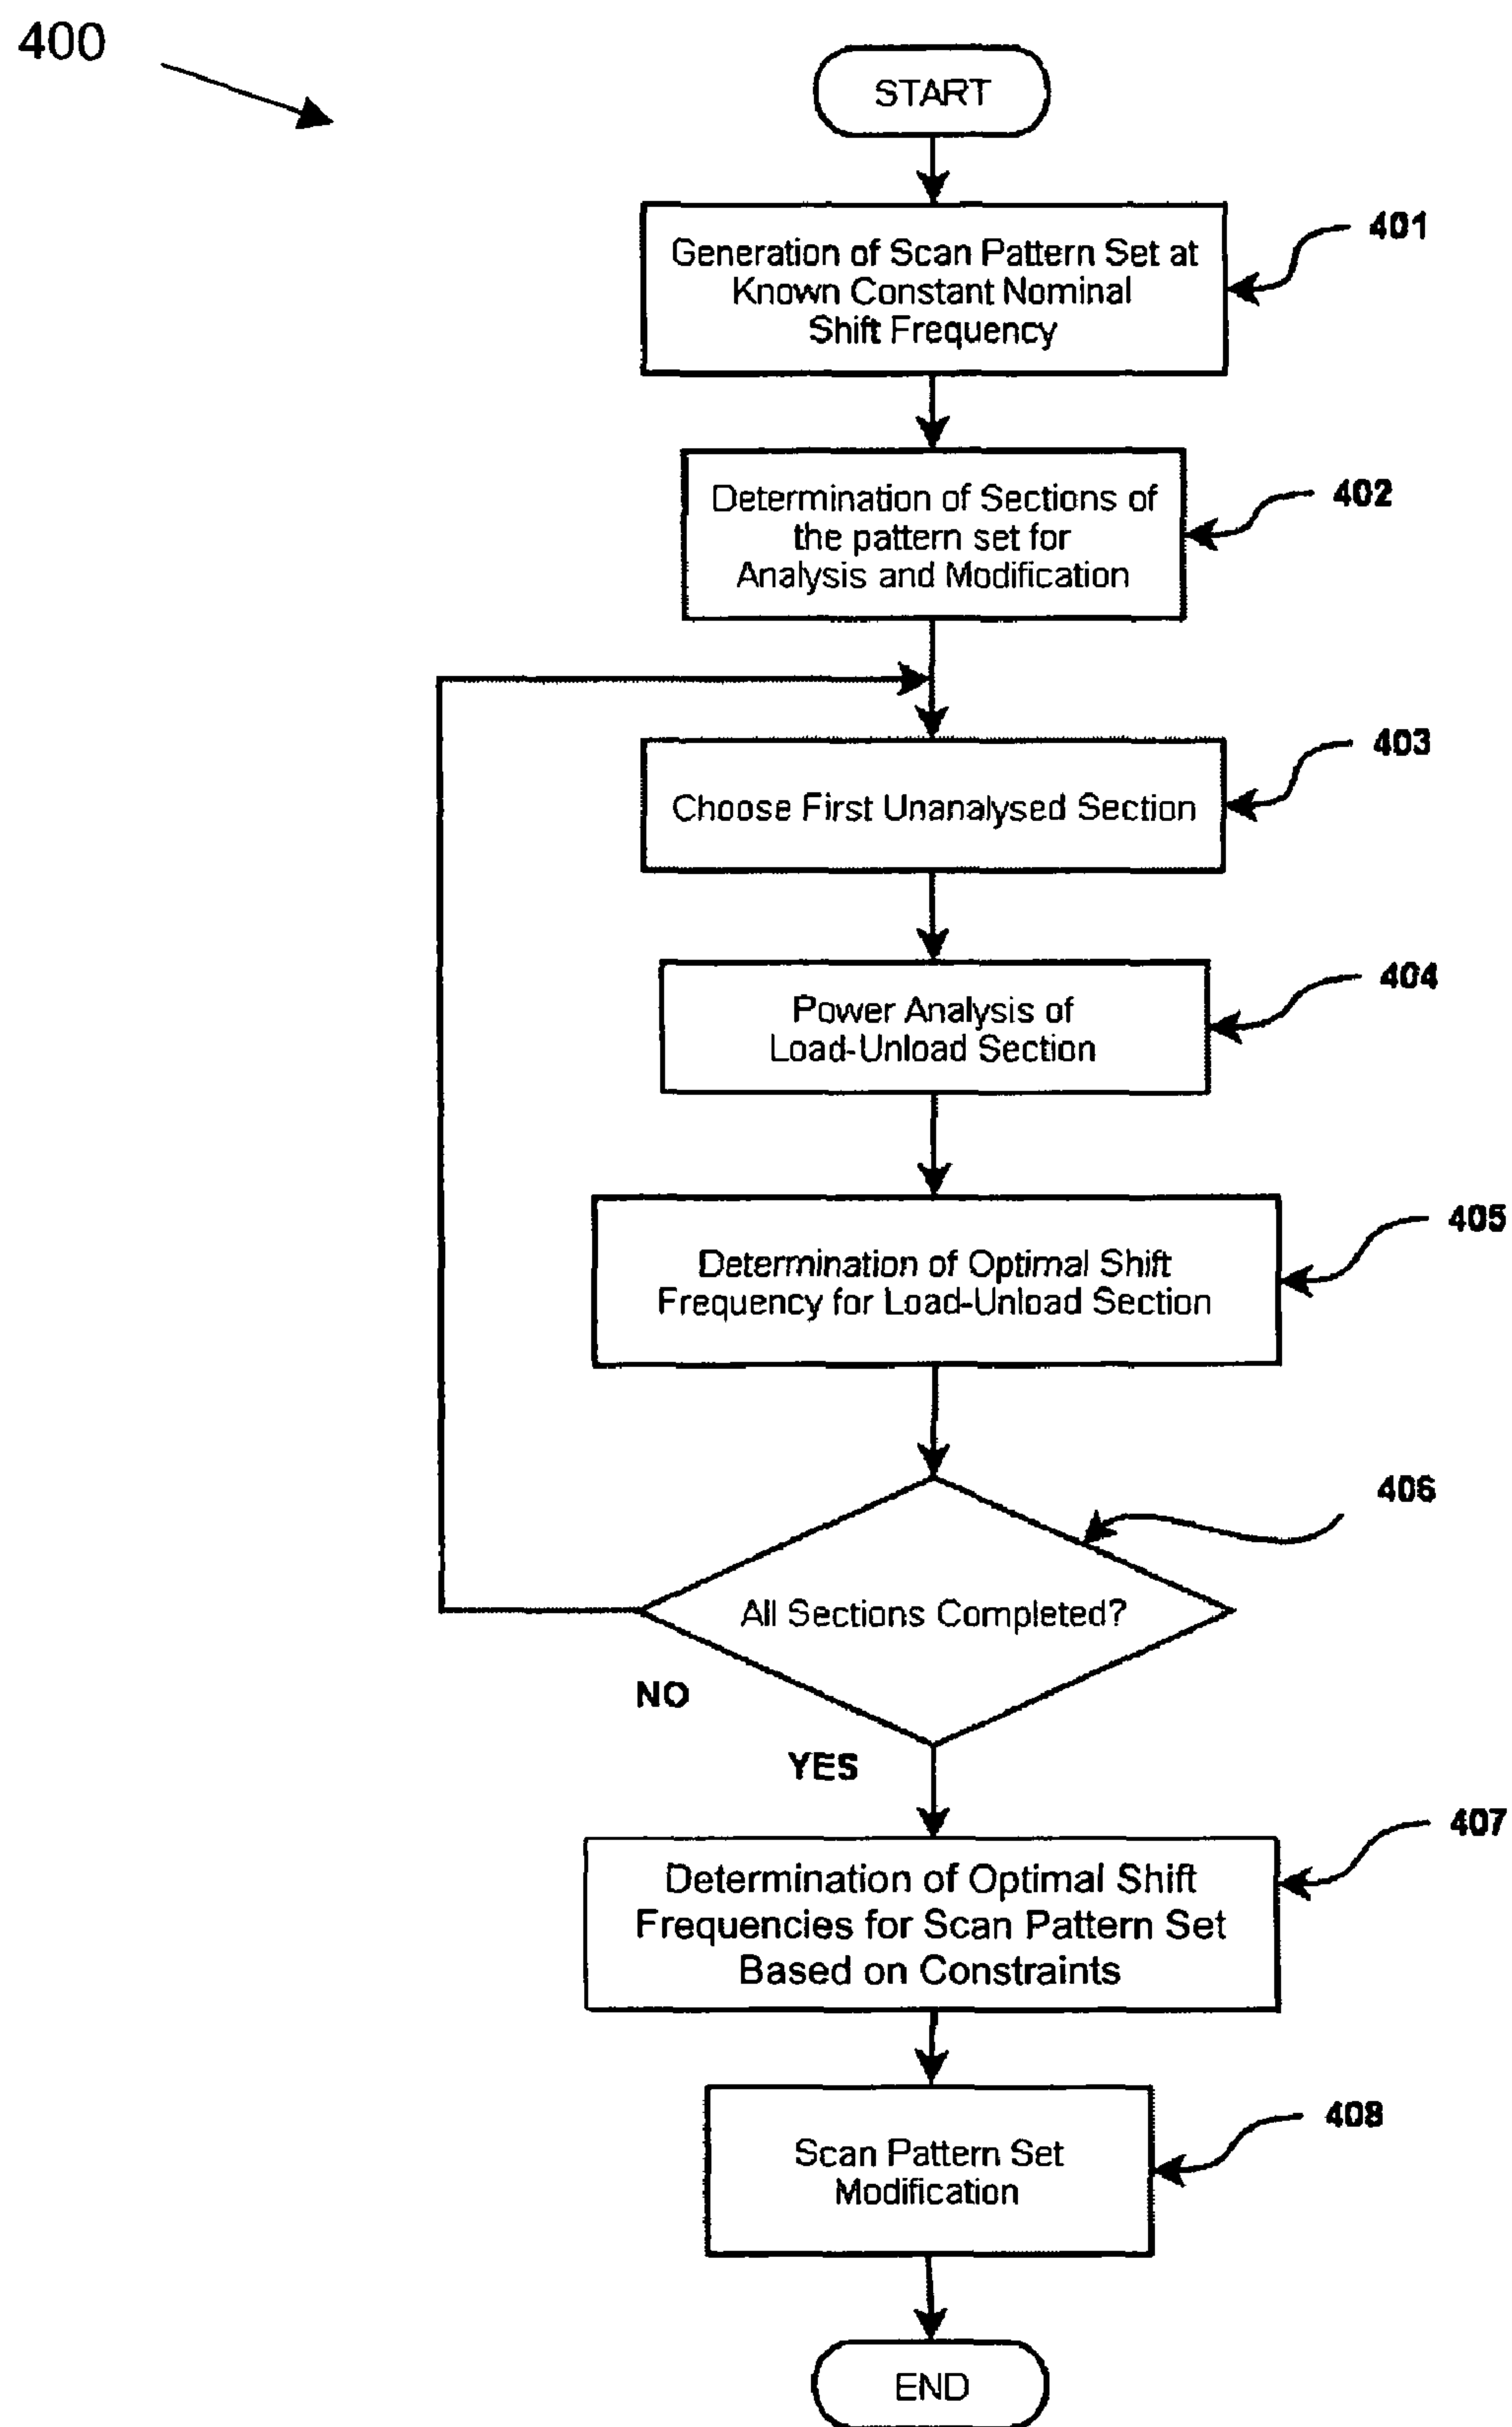 400
START
Generation of Scan Pattern Set at
Known Constant Nominal
Shift Frequency
401
Determination of Sections of
the pattern set for
Analysis and Modification
402
Choose First Unanalysed Section
403
Power Analysis of
Load-Unload Section
404
Determination of Optimal Shift
Frequency for Load-Unload Section
405
All Sections Completed?
406
NO
YES
Determination of Optimal Shift
Frequencies for Scan Pattern Set
Based on Constraints
407
Scan Pattern Set
Modification
408
END